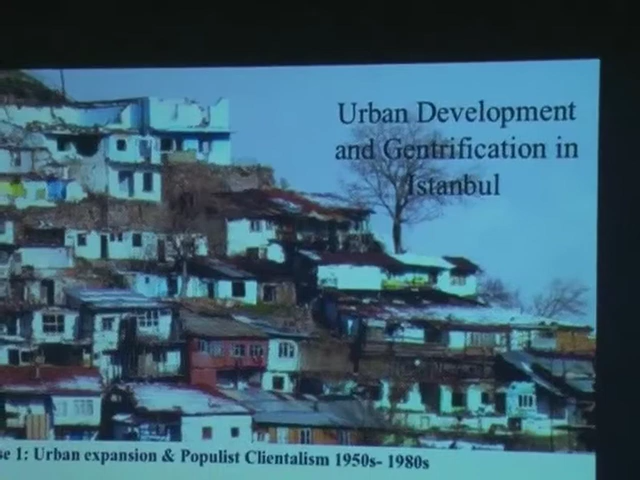 Urban Development
and Gentrification in
Istanbul
se 1: Urban expansion & Populist Clientalism 1950s- 1980s